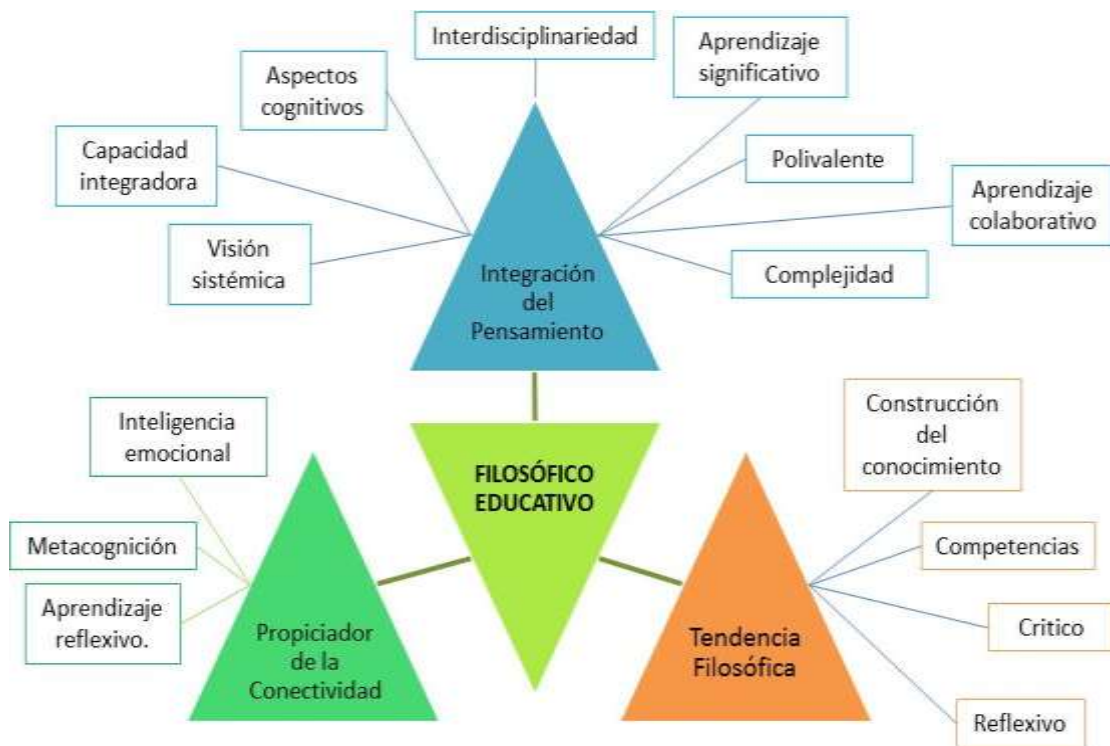 Interdisciplinariedad
Aprendizaje
significativo
Aspectos
cognitivos
Capacidad
integradora
Polivalente
Aprendizaje
colaborativo
Visión
sistémica
Complejidad
Integración
del
Pensamiento
Inteligencia
emocional
Construcción
del
conocimiento
FILOSÓFICO
EDUCATIVO
Metacognición
Competencias
Aprendizaje
reflexivo.
Critico
Propiciador
de la
Conectividad
Tendencia
Filosófica
Reflexivo